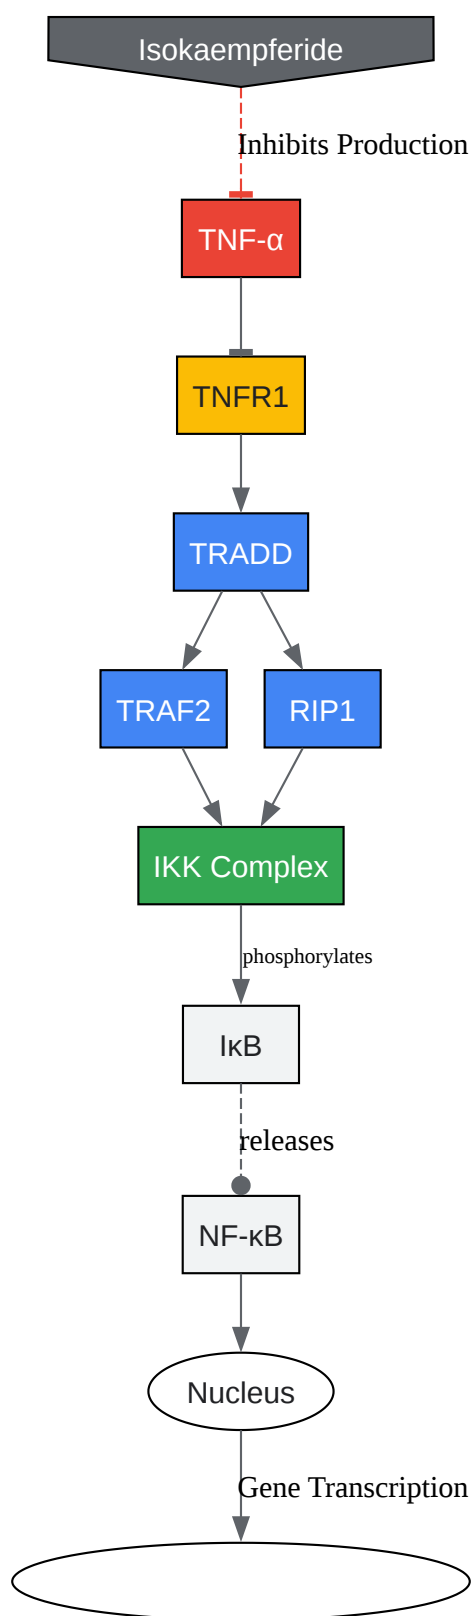 Isokaempferide
Inhibits Production
TNF-α
TNFR1
TRADD
TRAF2
RIP1
IKK Complex
phosphorylates
IκB
releases
NF-κB
Nucleus
Gene Transcription